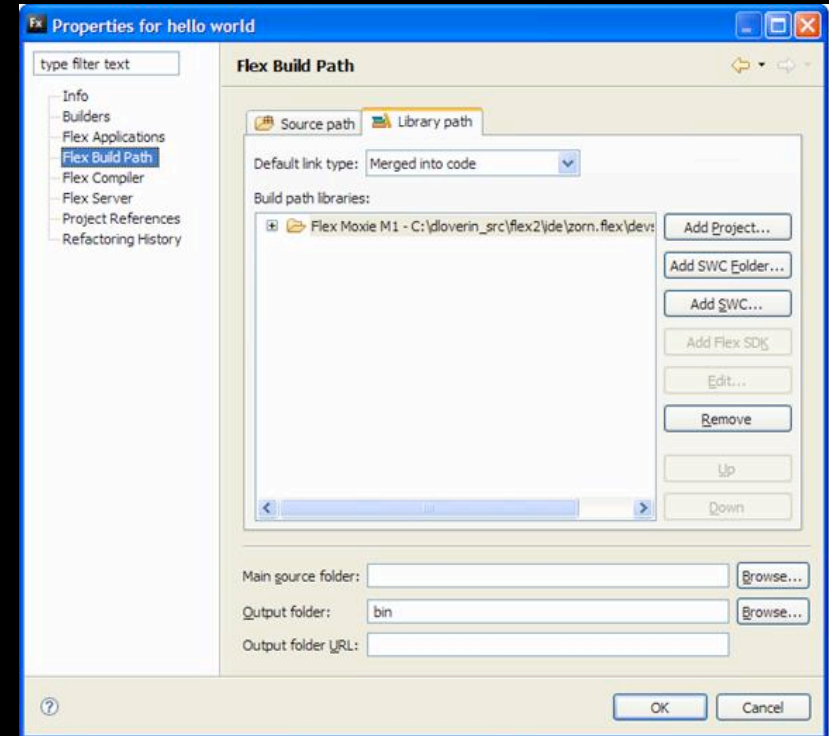 Fx Properties for hello world
type filter text
Info
Builders
Flex Applications
Flex Build Path
Flex Compiler
Flex Server
Project References
Refactoring History
Flex Build Path
Source path Library path
Default link type: Merged into code
Build path libraries:
Flex Moxie M1 - C:\dloverin_src\flex2\ide\zorn.flex\devs
Add Project...
Add SWC Folder...
Add SWC...
Add Flex SDK
Edit...
Remove
Up
Down
Main source folder: Browse...
Output folder: bin Browse...
Output folder URL:
? OK Cancel